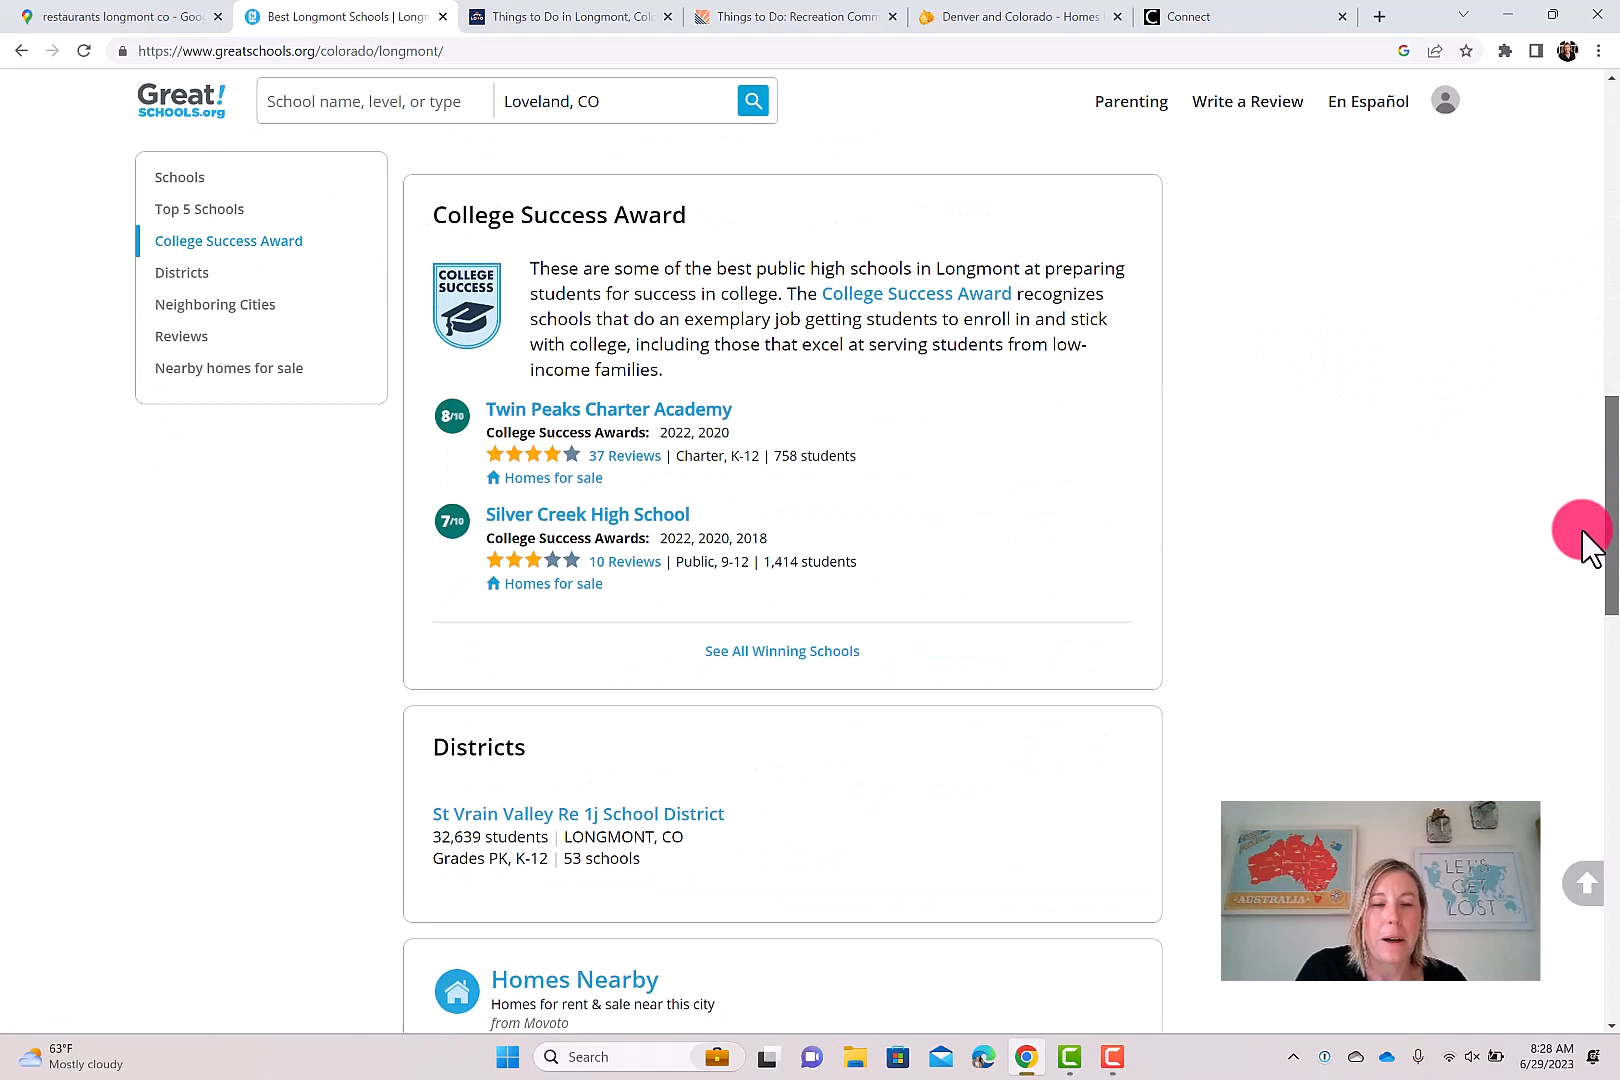 restaurants longmont co - Goo
Best Longmont Schools | Longm
Things to Do in Longmont, Colo
Things to Do: Recreation Comm
Denver and Colorado - Homes
Connect
https://www.greatschools.org/colorado/longmont/
Great!
SCHOOLS.org
School name, level, or type
Loveland, CO
Parenting
Write a Review
En Español
Schools
Top 5 Schools
College Success Award
Districts
Neighboring Cities
Reviews
Nearby homes for sale
College Success Award
COLLEGE
SUCCESS
These are some of the best public high schools in Longmont at preparing
students for success in college. The College Success Award recognizes
schools that do an exemplary job getting students to enroll in and stick
with college, including those that excel at serving students from low-
income families.
8/10
Twin Peaks Charter Academy
College Success Awards: 2022, 2020
37 Reviews | Charter, K-12 | 758 students
Homes for sale
7/10
Silver Creek High School
College Success Awards: 2022, 2020, 2018
10 Reviews | Public, 9-12 | 1,414 students
Homes for sale
See All Winning Schools
Districts
St Vrain Valley Re 1j School District
32,639 students | LONGMONT, CO
Grades PK, K-12 | 53 schools
Homes Nearby
Homes for rent & sale near this city
from Movoto
AUSTRALIA
LET'S
GET
LOST
63°F
Mostly cloudy
Search
8:28 AM
6/29/2023